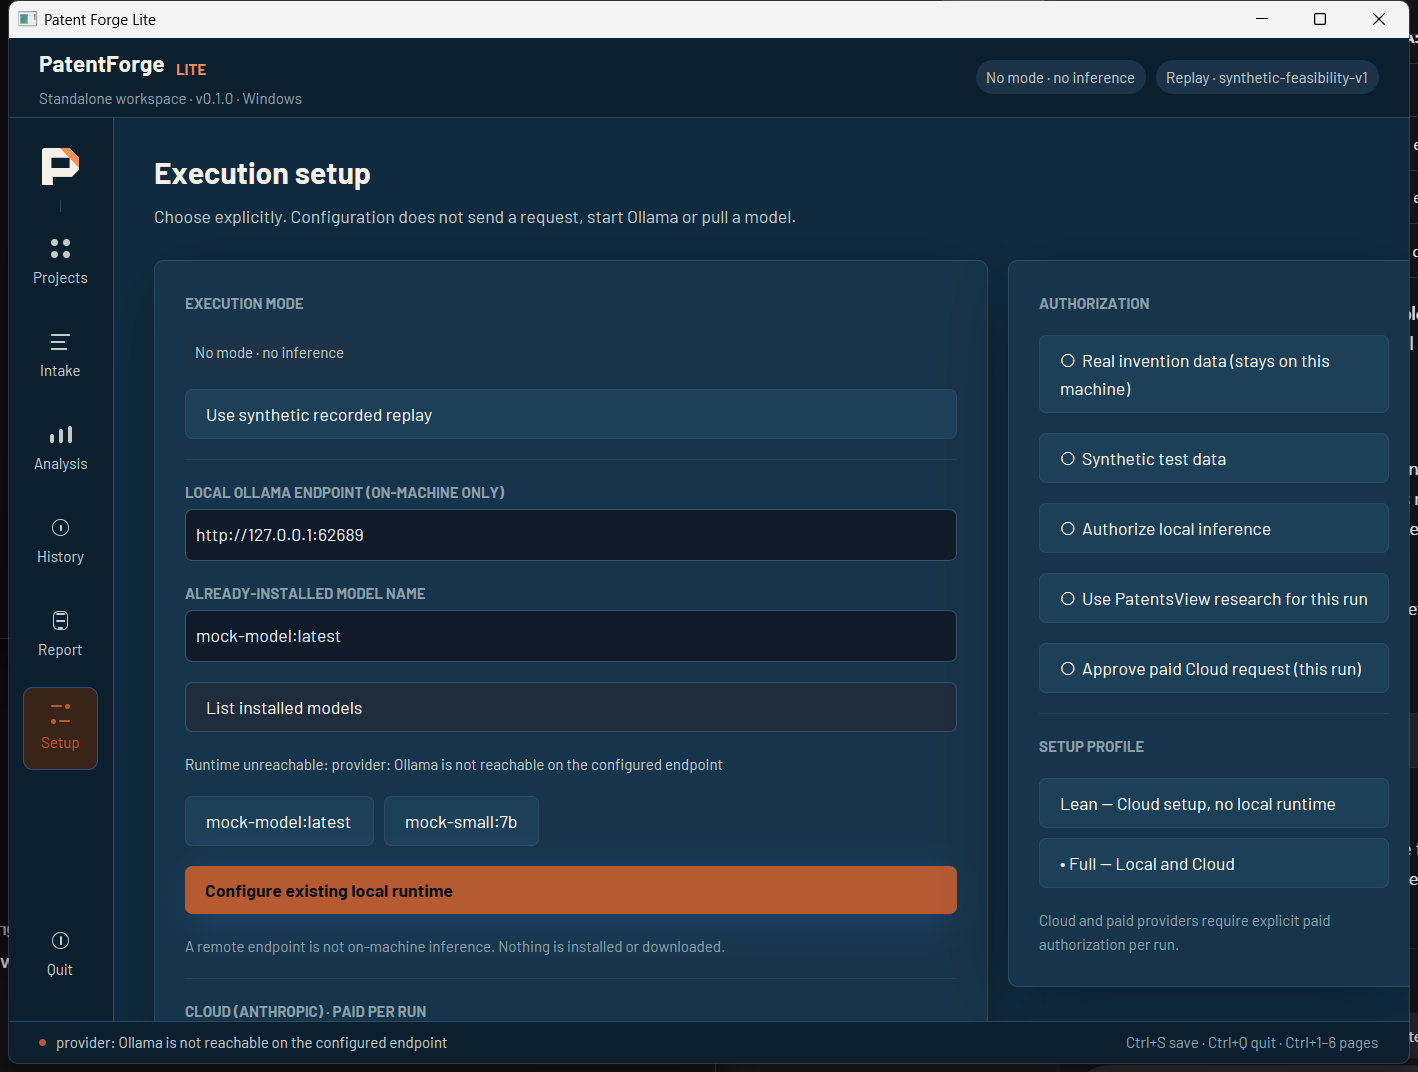 Patent Forge Lite
PatentForge LITE
Standalone workspace · v0.1.0 · Windows
No mode · no inference
Replay · synthetic-feasibility-v1
Projects
Intake
Analysis
History
Report
Setup
Quit
Execution setup
Choose explicitly. Configuration does not send a request, start Ollama or pull a model.
EXECUTION MODE
No mode · no inference
Use synthetic recorded replay
LOCAL OLLAMA ENDPOINT (ON-MACHINE ONLY)
http://127.0.0.1:62689
ALREADY-INSTALLED MODEL NAME
mock-model:latest
List installed models
Runtime unreachable: provider: Ollama is not reachable on the configured endpoint
mock-model:latest
mock-small:7b
Configure existing local runtime
A remote endpoint is not on-machine inference. Nothing is installed or downloaded.
CLOUD (ANTHROPIC) · PAID PER RUN
AUTHORIZATION
Real invention data (stays on this
machine)
Synthetic test data
Authorize local inference
Use PatentsView research for this run
Approve paid Cloud request (this run)
SETUP PROFILE
Lean — Cloud setup, no local runtime
• Full — Local and Cloud
Cloud and paid providers require explicit paid
authorization per run.
provider: Ollama is not reachable on the configured endpoint
Ctrl+S save · Ctrl+Q quit · Ctrl+1–6 pages